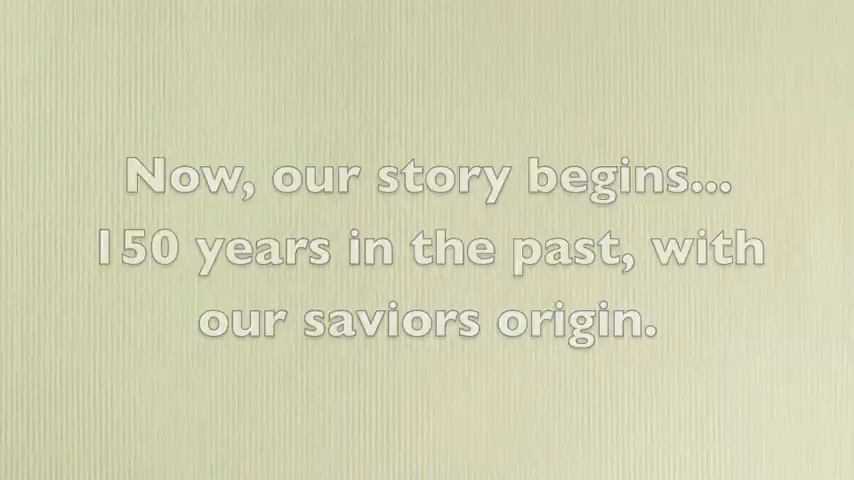 Now, our story begins...
150 years in the past, with
our saviors origin.